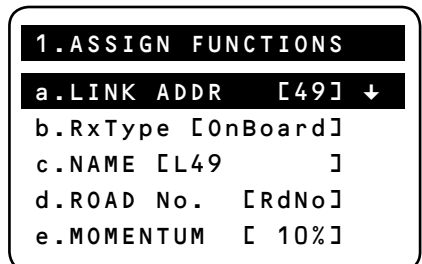 1.ASSIGN FUNCTIONS
a.LINK ADDR [49] ↓
b.RxType [OnBoard]
c.NAME [L49 ]
d.ROAD No. [RdNo]
e.MOMENTUM [ 10%]